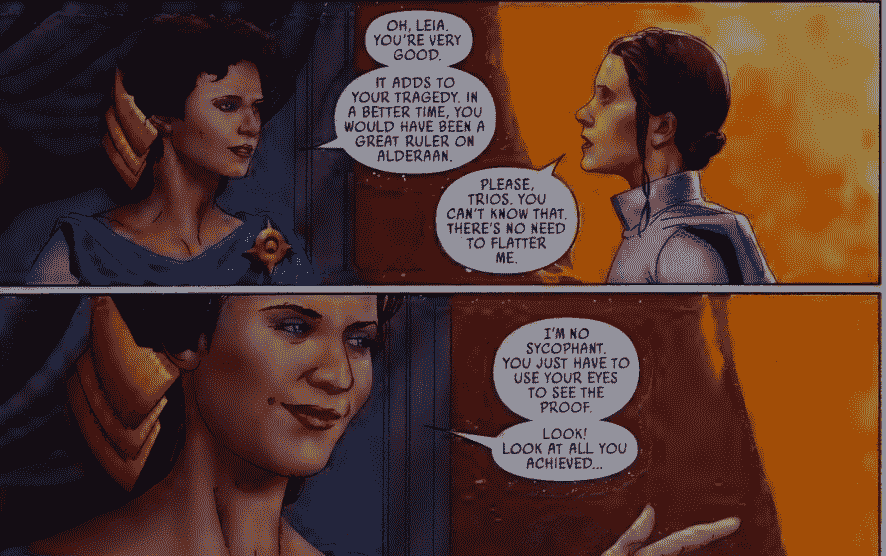 OH, LEIA.
YOU'RE VERY
GOOD.
IT ADDS TO
YOUR TRAGEDY. IN
A BETTER TIME, YOU
WOULD HAVE BEEN A
GREAT RULER ON
ALDERAAN.
PLEASE,
TRIOS. YOU
CAN'T KNOW THAT.
THERE'S NO NEED
TO FLATTER
ME.
I'M NO
SYCOPHANT.
YOU JUST HAVE TO
USE YOUR EYES
TO SEE THE
PROOF.
LOOK!
LOOK AT ALL YOU
ACHIEVED...